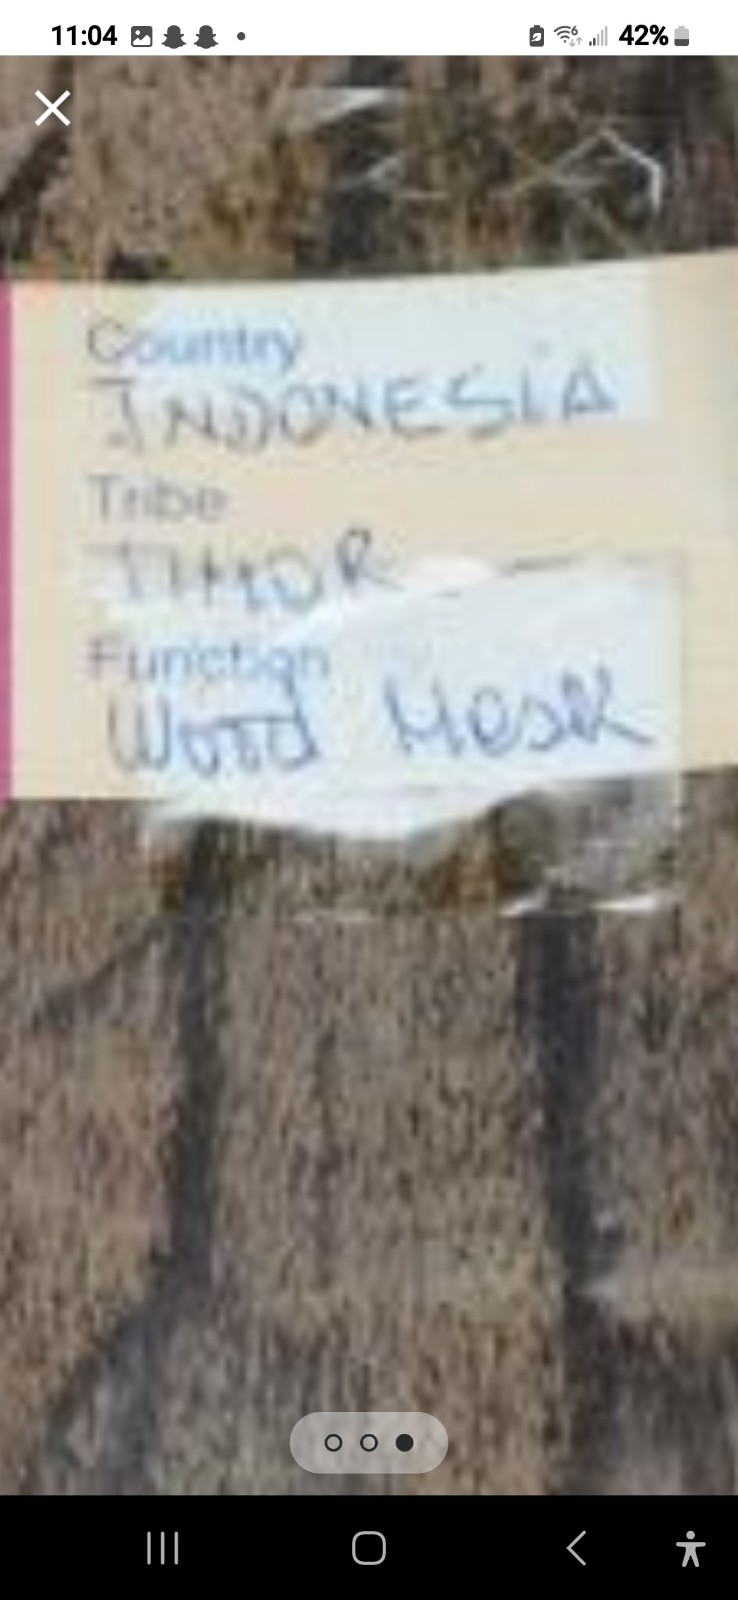 11:04
42%
Country
INDONESIA
Tribe
TIMOR
Function
Wood Mask